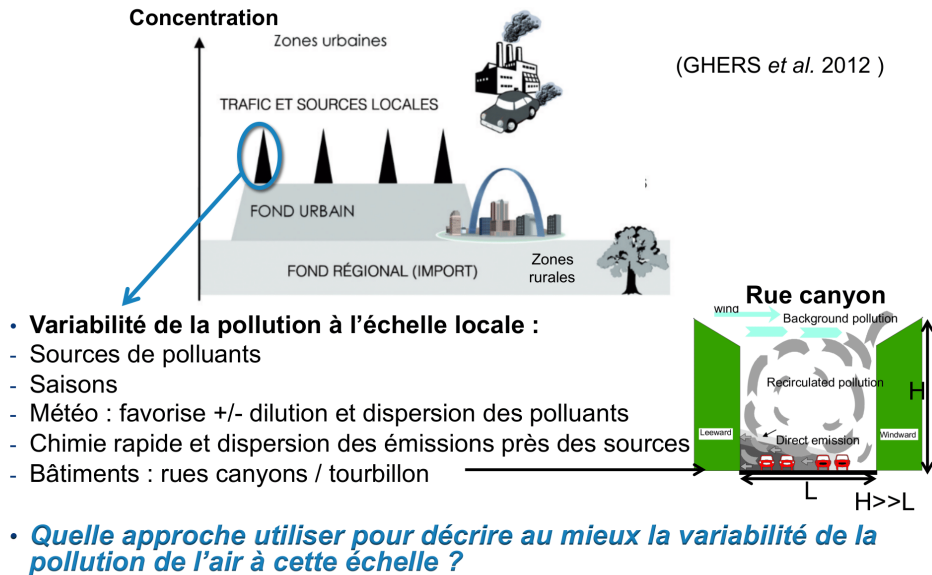 Concentration
Zones urbaines
(GHERS et al. 2012 )
TRAFIC ET SOURCES LOCALES
FOND URBAIN
FOND RÉGIONAL (IMPORT)
Zones
rurales
Rue canyon
wind
Background pollution
Recirculated pollution
H
Leeward
Windward
Direct emission
L
H>>L
• Variabilité de la pollution à l'échelle locale :
- Sources de polluants
- Saisons
- Météo : favorise +/- dilution et dispersion des polluants
- Chimie rapide et dispersion des émissions près des sources
- Bâtiments : rues canyons / tourbillon
• Quelle approche utiliser pour décrire au mieux la variabilité de la
pollution de l'air à cette échelle ?